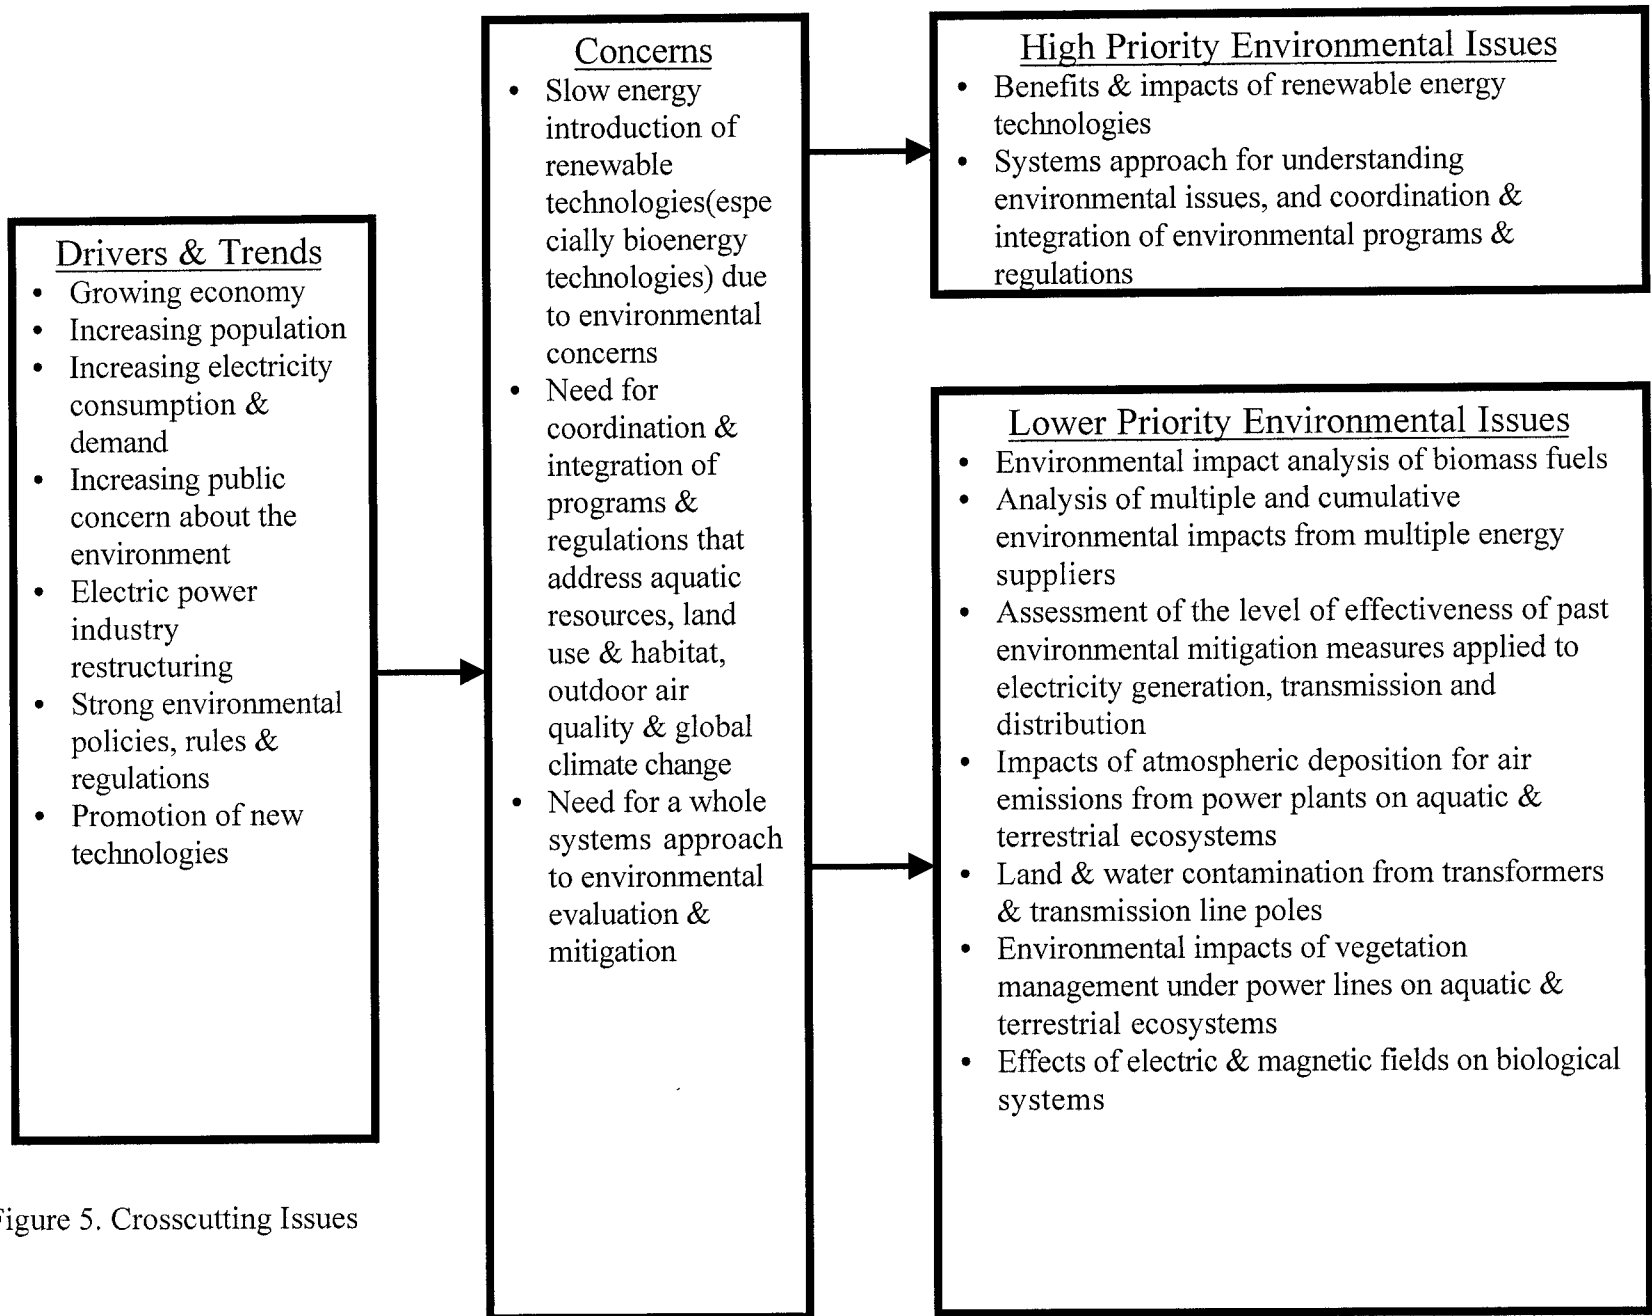 Drivers & Trends
• Growing economy
• Increasing population
• Increasing electricity
consumption &
demand
• Increasing public
concern about the
environment
• Electric power
industry
restructuring
• Strong environmental
policies, rules &
regulations
• Promotion of new
technologies
Concerns
• Slow energy
introduction of
renewable
technologies(espe
cially bioenergy
technologies) due
to environmental
concerns
• Need for
coordination &
integration of
programs &
regulations that
address aquatic
resources, land
use & habitat,
outdoor air
quality & global
climate change
• Need for a whole
systems approach
to environmental
evaluation &
mitigation
High Priority Environmental Issues
• Benefits & impacts of renewable energy
technologies
• Systems approach for understanding
environmental issues, and coordination &
integration of environmental programs &
regulations
Lower Priority Environmental Issues
• Environmental impact analysis of biomass fuels
• Analysis of multiple and cumulative
environmental impacts from multiple energy
suppliers
• Assessment of the level of effectiveness of past
environmental mitigation measures applied to
electricity generation, transmission and
distribution
• Impacts of atmospheric deposition for air
emissions from power plants on aquatic &
terrestrial ecosystems
• Land & water contamination from transformers
& transmission line poles
• Environmental impacts of vegetation
management under power lines on aquatic &
terrestrial ecosystems
• Effects of electric & magnetic fields on biological
systems
Figure 5. Crosscutting Issues